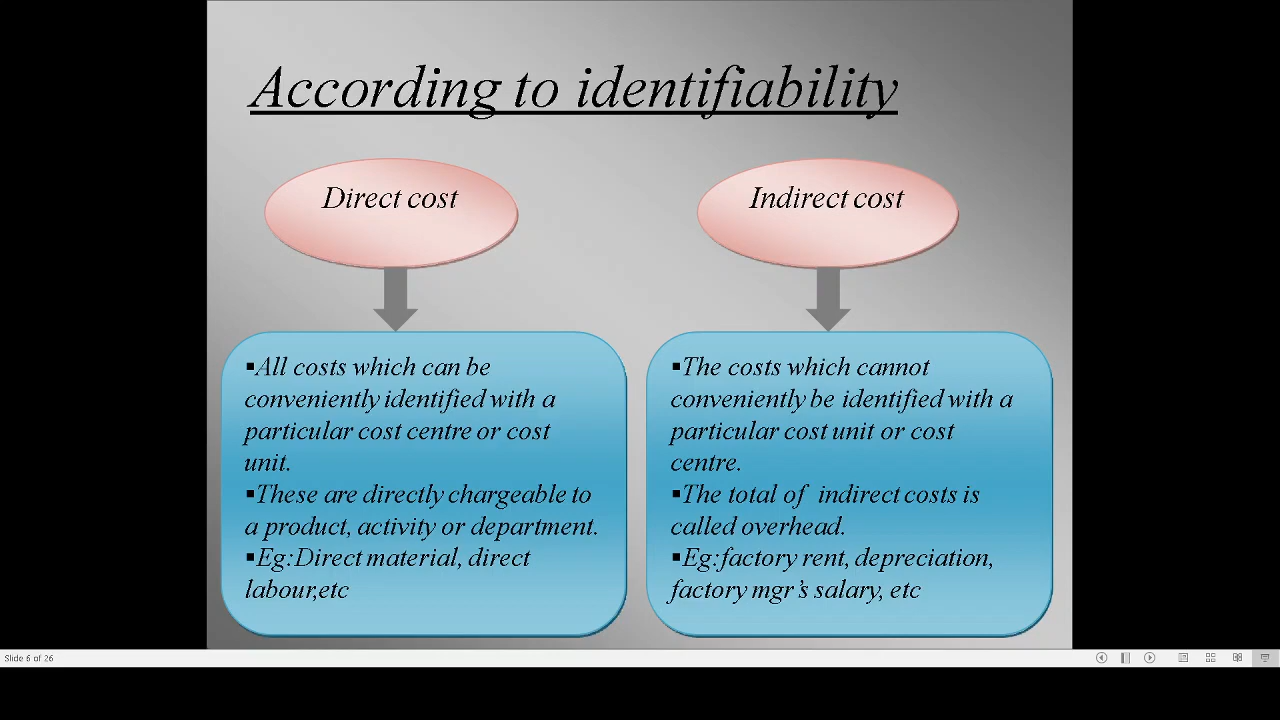 According to identifiability
Direct cost
Indirect cost
▪All costs which can be
conveniently identified with a
particular cost centre or cost
unit.
▪These are directly chargeable to
a product, activity or department.
▪Eg:Direct material, direct
labour,etc
▪The costs which cannot
conveniently be identified with a
particular cost unit or cost
centre.
▪The total of  indirect costs is
called overhead.
▪Eg:factory rent, depreciation,
factory mgr’s salary, etc
Slide 6 of 26